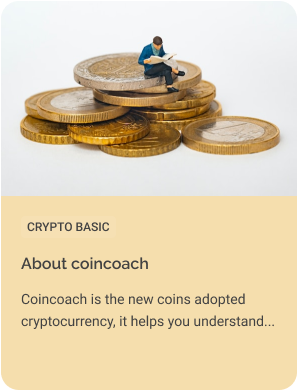 CRYPTO BASIC
About coincoach
Coincoach is the new coins adopted
cryptocurrency, it helps you understand...